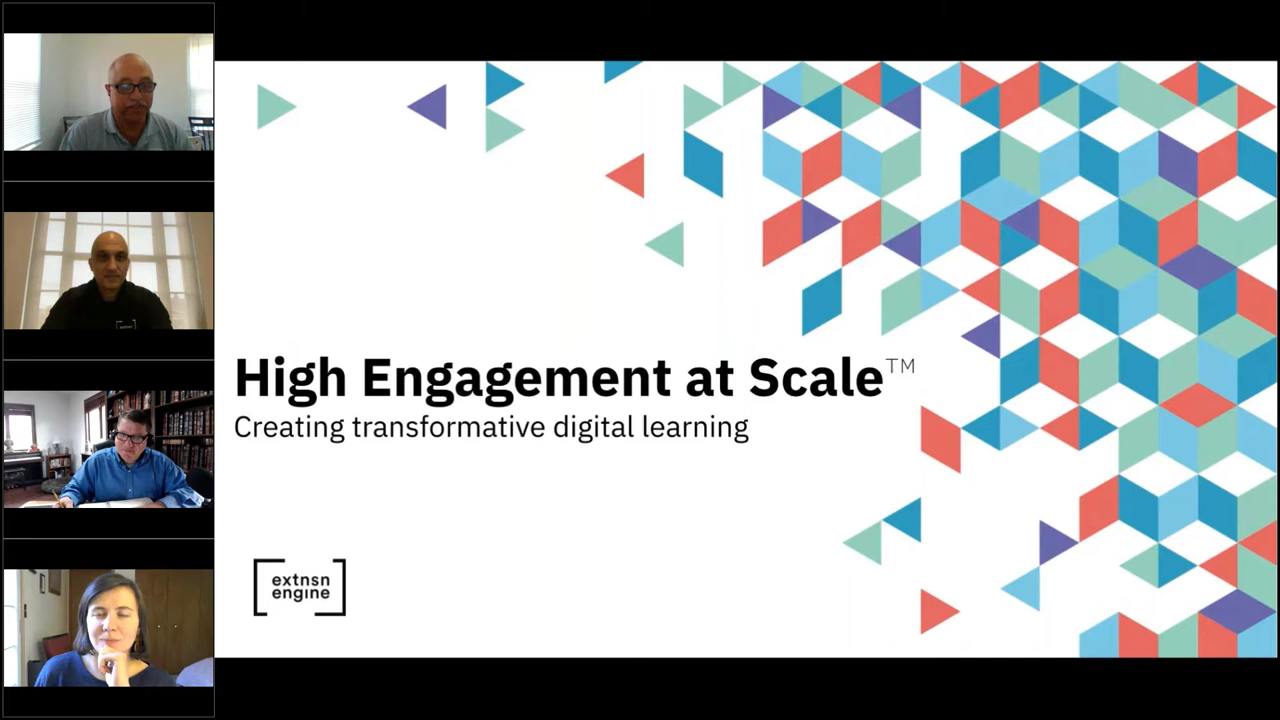 High Engagement at Scale™
Creating transformative digital learning
extnsn
engine